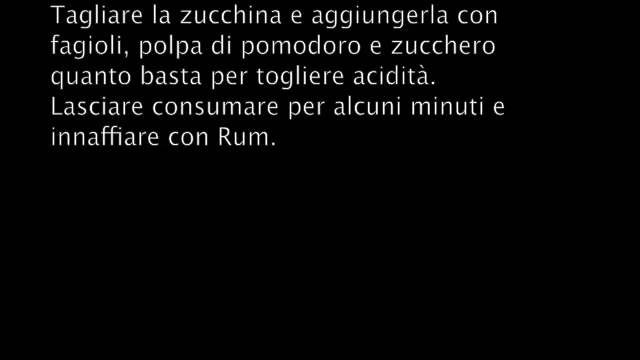 Tagliare la zucchina e aggiungerla con
fagioli, polpa di pomodoro e zucchero
quanto basta per togliere acidità.
Lasciare consumare per alcuni minuti e
innaffiare con Rum.